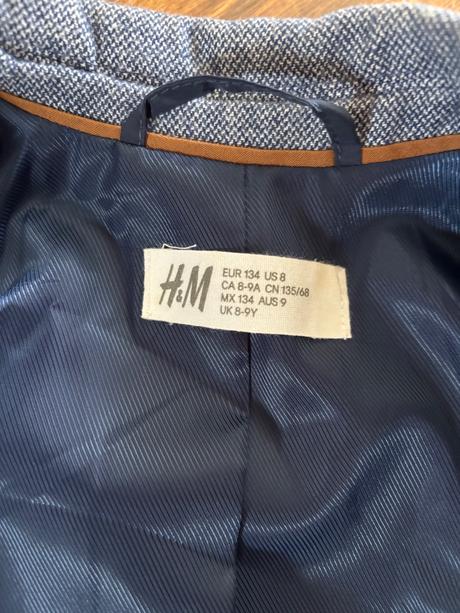 H&M
EUR 134 US 8
CA 8-9A CN 135/68
MX 134 AUS 9
UK 8-9Y